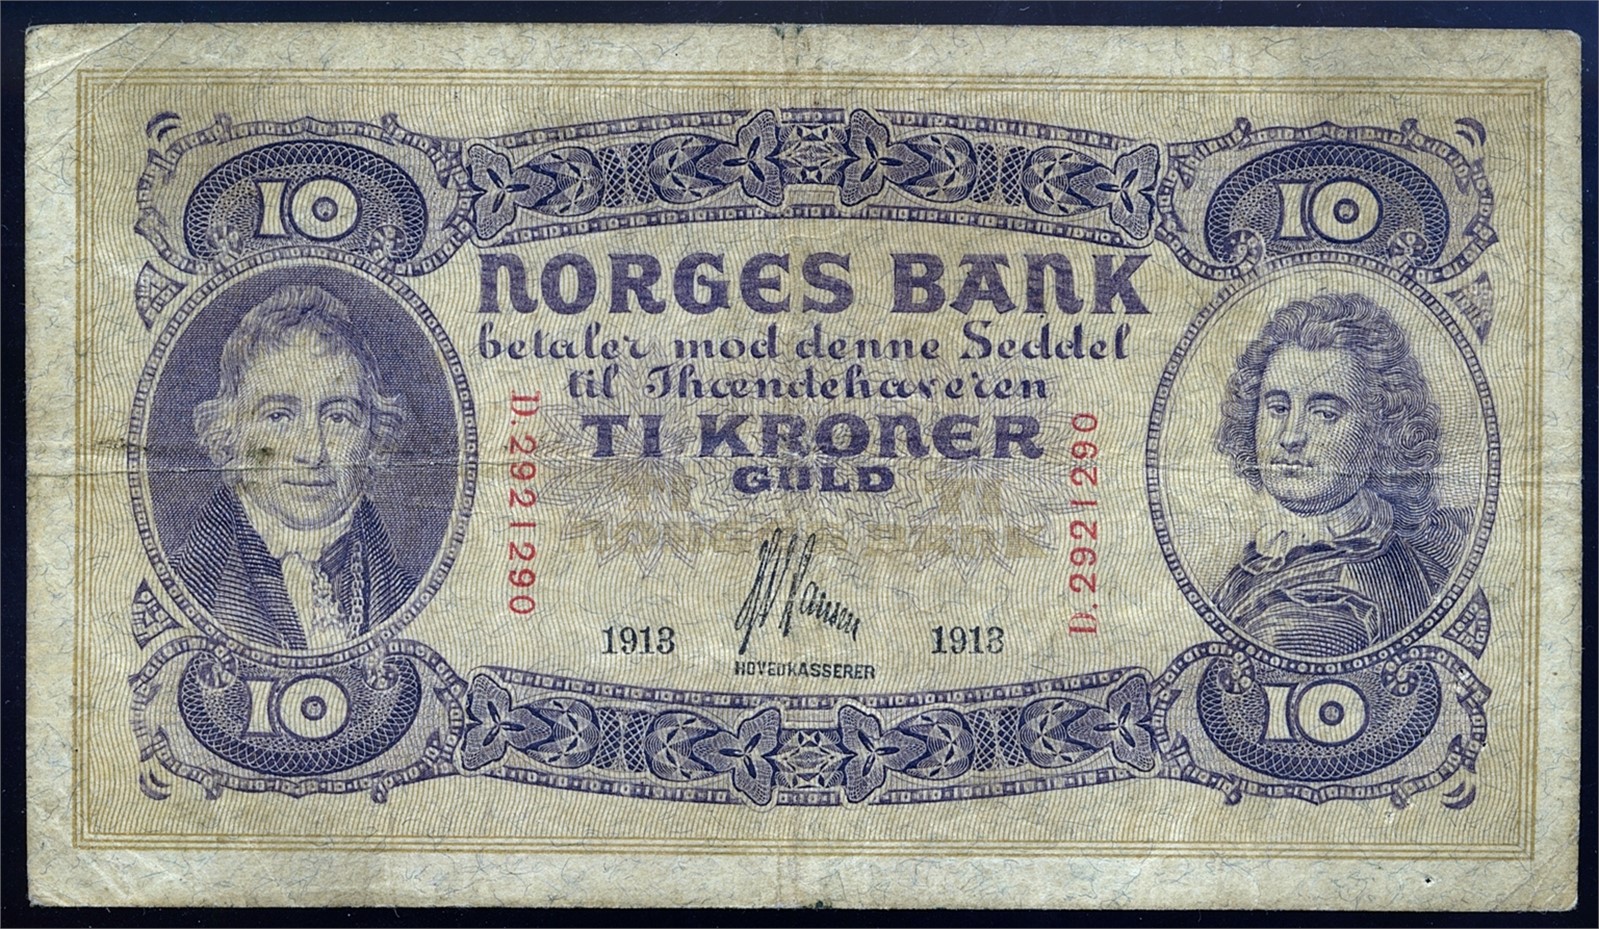 10
10
NORGES BANK
betaler mod denne Seddel
til Ihændehaveren
TI KRONER
GULD
D.2921290
D.2921290
1913
1913
HOVEDKASSERER
10
10